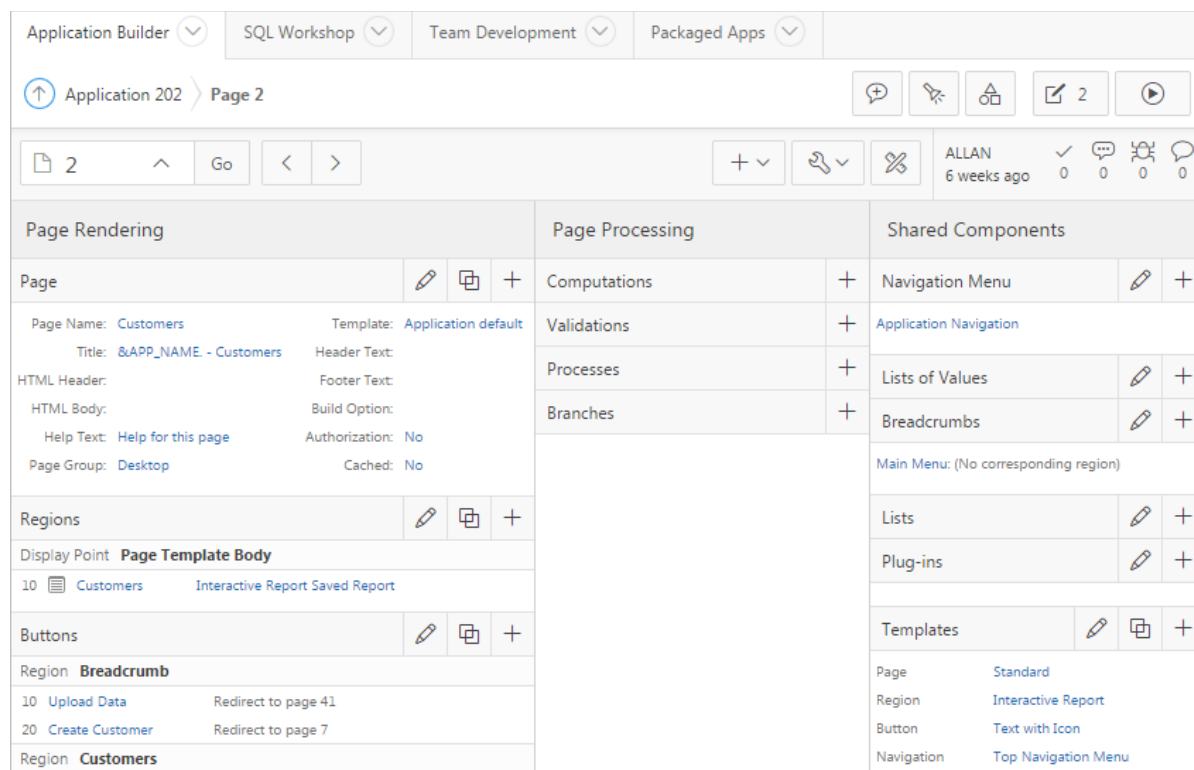 Application Builder SQL Workshop Team Development Packaged Apps
Application 202 Page 2
2
2 Go
ALLAN
6 weeks ago 0 0 0 0
Page Rendering
Page
Page Name: Customers Template: Application default
Title: &APP_NAME. - Customers Header Text:
HTML Header: Footer Text:
HTML Body: Build Option:
Help Text: Help for this page Authorization: No
Page Group: Desktop Cached: No
Regions
Display Point Page Template Body
10 Customers Interactive Report Saved Report
Buttons
Region Breadcrumb
10 Upload Data Redirect to page 41
20 Create Customer Redirect to page 7
Region Customers
Page Processing
Computations
Validations
Processes
Branches
Shared Components
Navigation Menu
Application Navigation
Lists of Values
Breadcrumbs
Main Menu: (No corresponding region)
Lists
Plug-ins
Templates
Page Standard
Region Interactive Report
Button Text with Icon
Navigation Top Navigation Menu